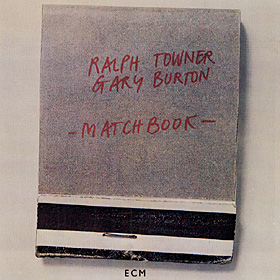 RALPH TOWNER
GARY BURTON
- MATCHBOOK -
ECM